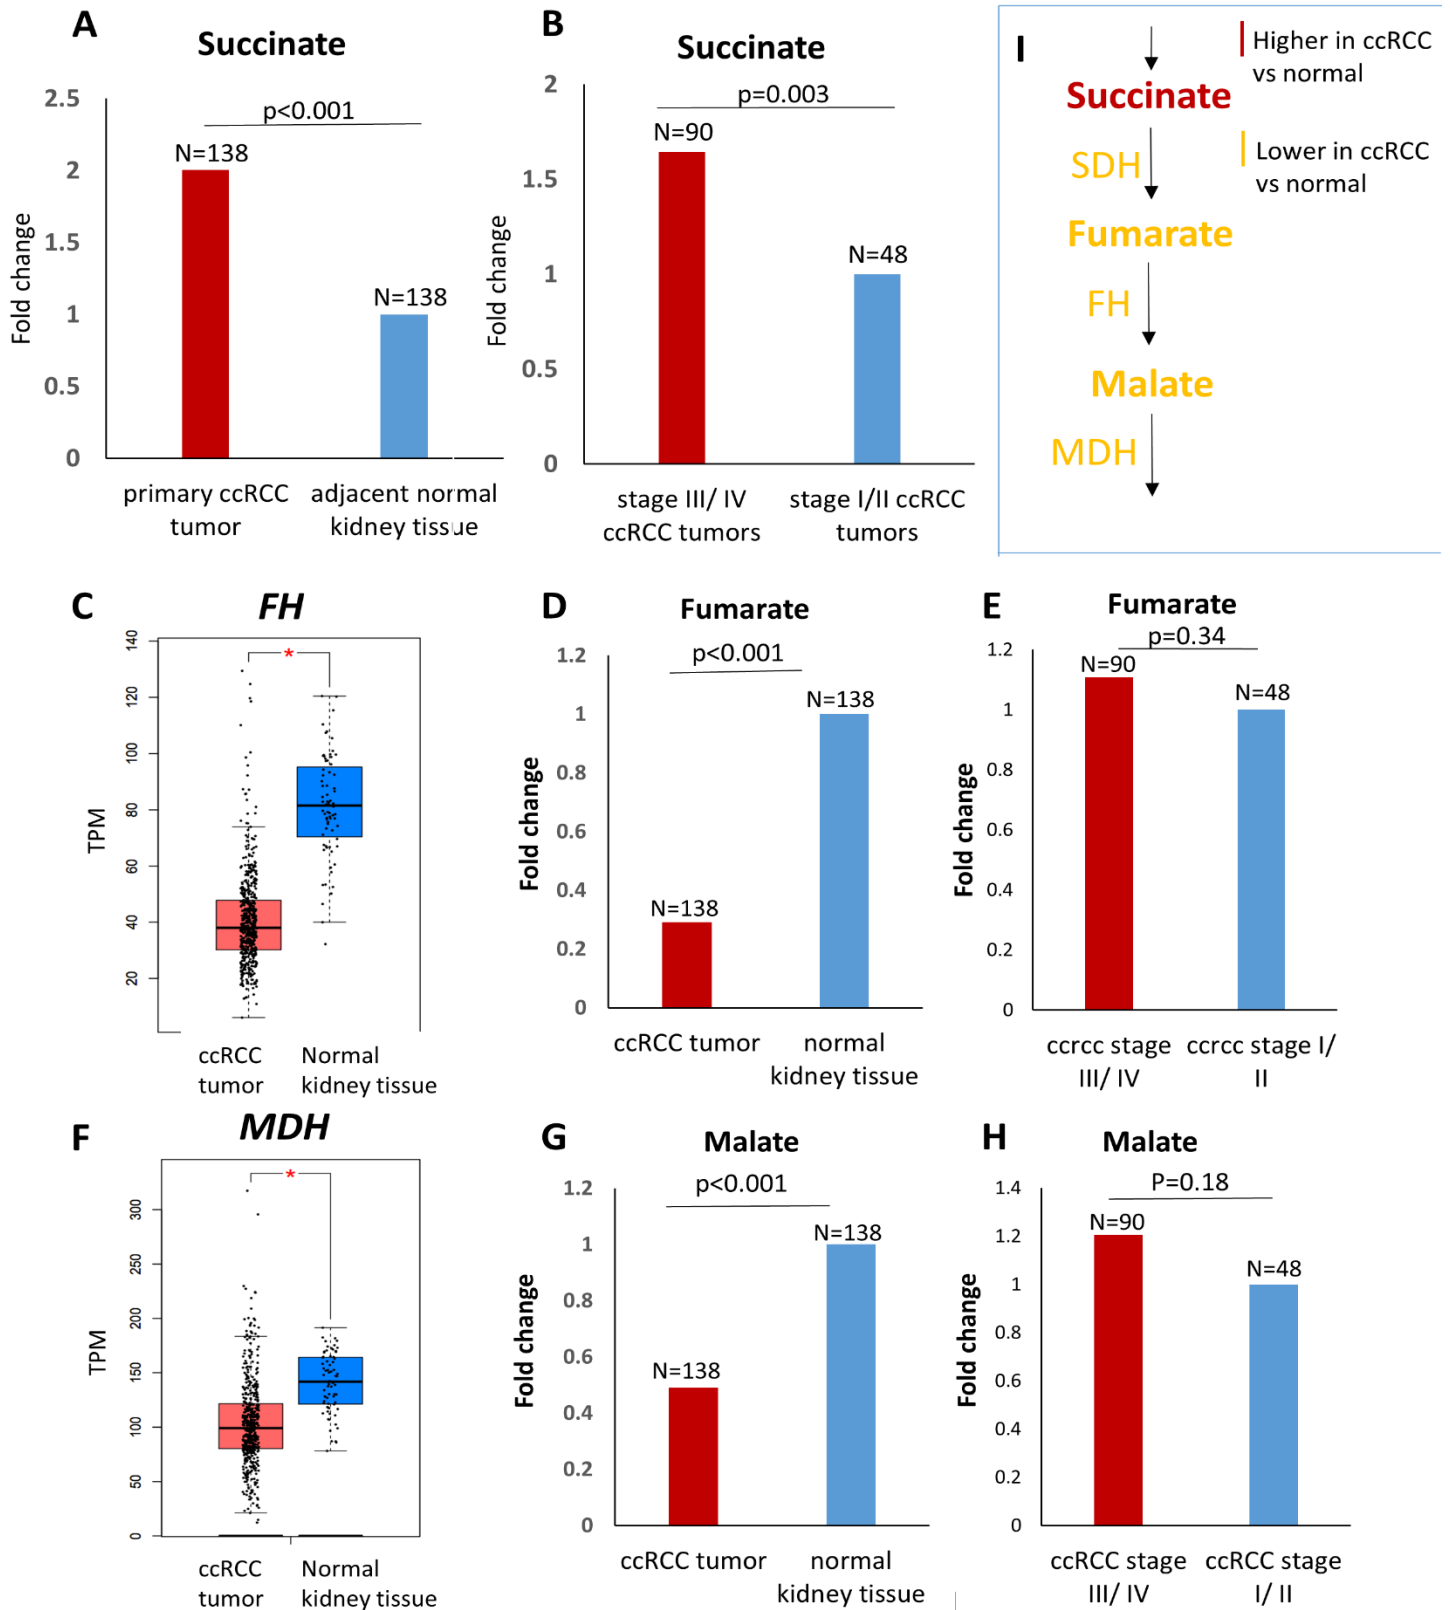 A
Succinate
2.5
2
1.5
1
0.5
0
Fold change
p<0.001
N=138
N=138
primary ccRCC
tumor
adjacent normal
kidney tissue
B
Succinate
2
1.5
1
0.5
0
Fold change
p=0.003
N=90
N=48
stage III/ IV
ccRCC tumors
stage I/II ccRCC
tumors
I
Higher in ccRCC
vs normal
Lower in ccRCC
vs normal
Succinate
SDH
Fumarate
FH
Malate
MDH
C
FH
140
120
100
80
60
40
20
TPM
*
ccRCC
tumor
Normal
kidney tissue
D
Fumarate
1.2
1
0.8
0.6
0.4
0.2
0
Fold change
p<0.001
N=138
N=138
ccRCC tumor
normal
kidney tissue
E
Fumarate
1.2
1
0.8
0.6
0.4
0.2
0
Fold change
p=0.34
N=90
N=48
ccrcc stage
III/ IV
ccrcc stage I/
II
F
MDH
300
250
200
150
100
50
0
TPM
*
ccRCC
tumor
Normal
kidney tissue
G
Malate
1.2
1
0.8
0.6
0.4
0.2
0
Fold change
p<0.001
N=138
N=138
ccRCC tumor
normal
kidney tissue
H
Malate
1.4
1.2
1
0.8
0.6
0.4
0.2
0
Fold change
P=0.18
N=90
N=48
ccRCC stage
III/ IV
ccRCC stage
I/ II